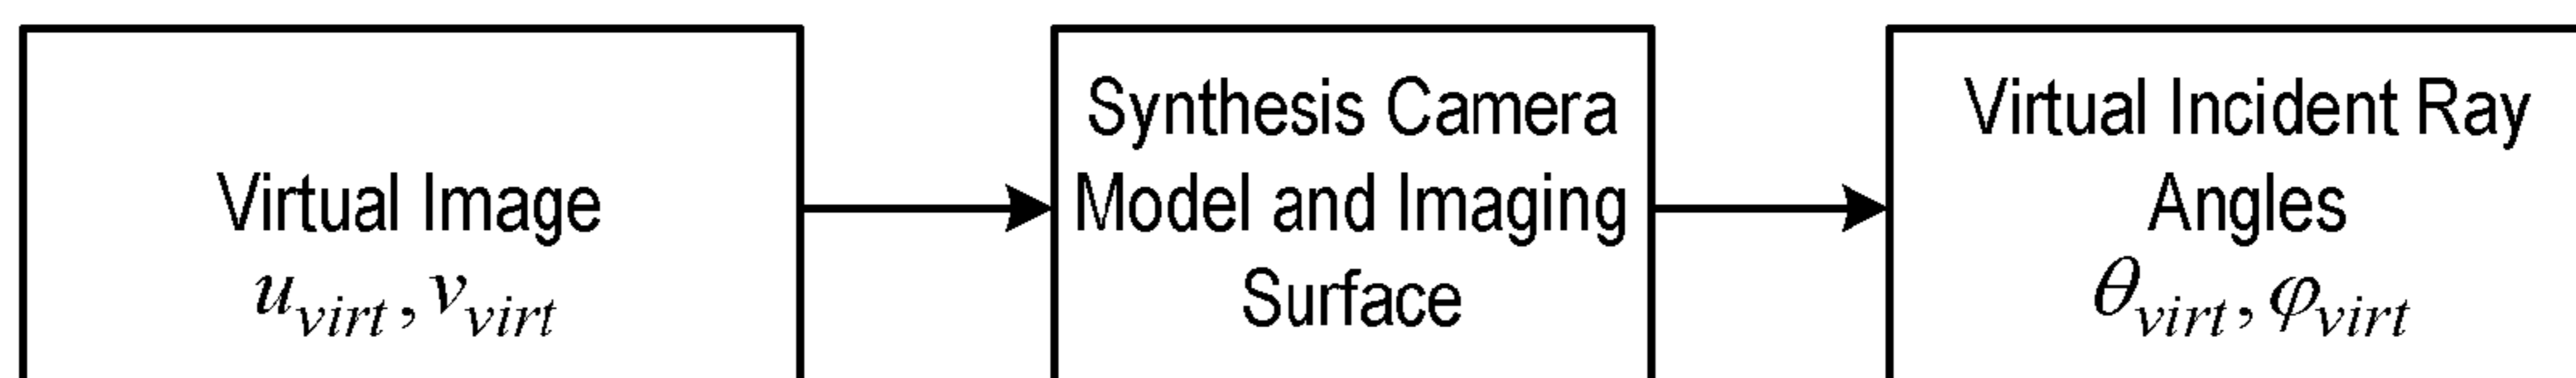 Virtual Image
u_virt, v_virt
Synthesis Camera
Model and Imaging
Surface
Virtual Incident Ray
Angles
θ_virt, φ_virt